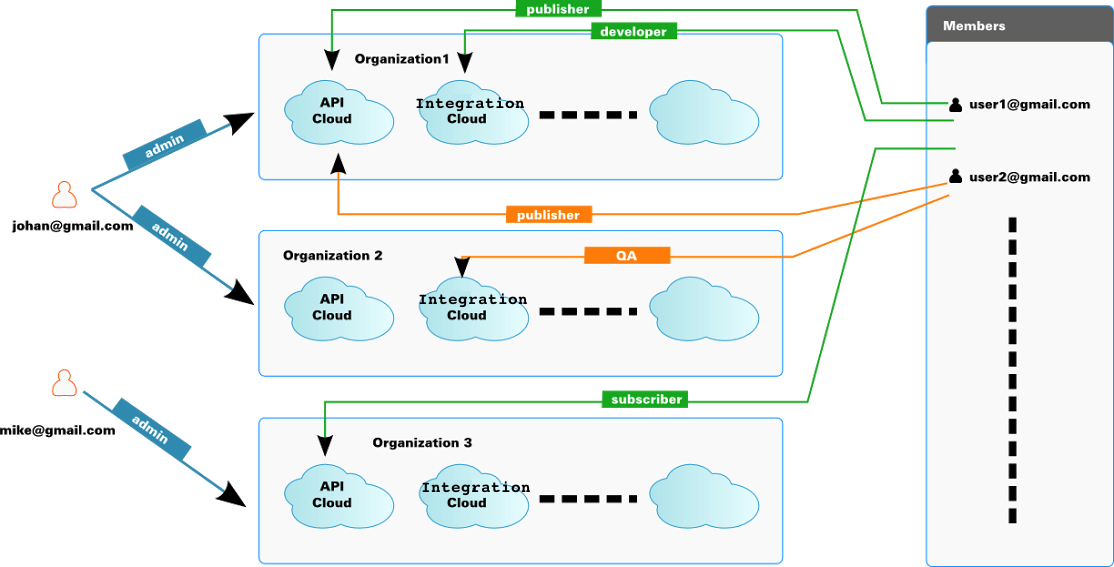 publisher
developer
Members
Organization1
API
Cloud
Integration
Cloud
user1@gmail.com
admin
user2@gmail.com
johan@gmail.com
publisher
admin
Organization 2
QA
API
Cloud
Integration
Cloud
subscriber
mike@gmail.com
admin
Organization 3
API
Cloud
Integration
Cloud